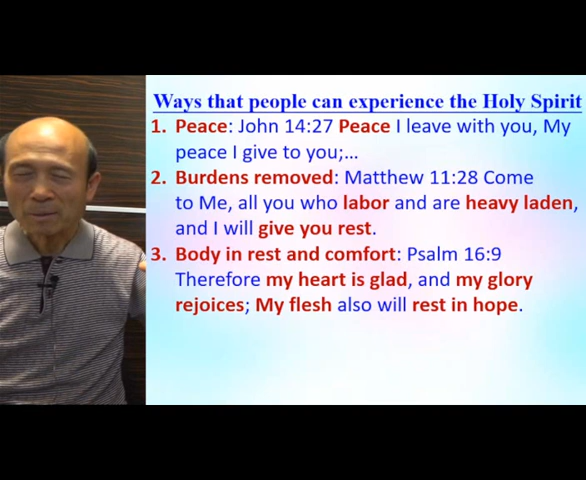 Ways that people can experience the Holy Spirit
1. Peace: John 14:27 Peace I leave with you, My
peace I give to you;...
2. Burdens removed: Matthew 11:28 Come
to Me, all you who labor and are heavy laden,
and I will give you rest.
3. Body in rest and comfort: Psalm 16:9
Therefore my heart is glad, and my glory
rejoices; My flesh also will rest in hope.